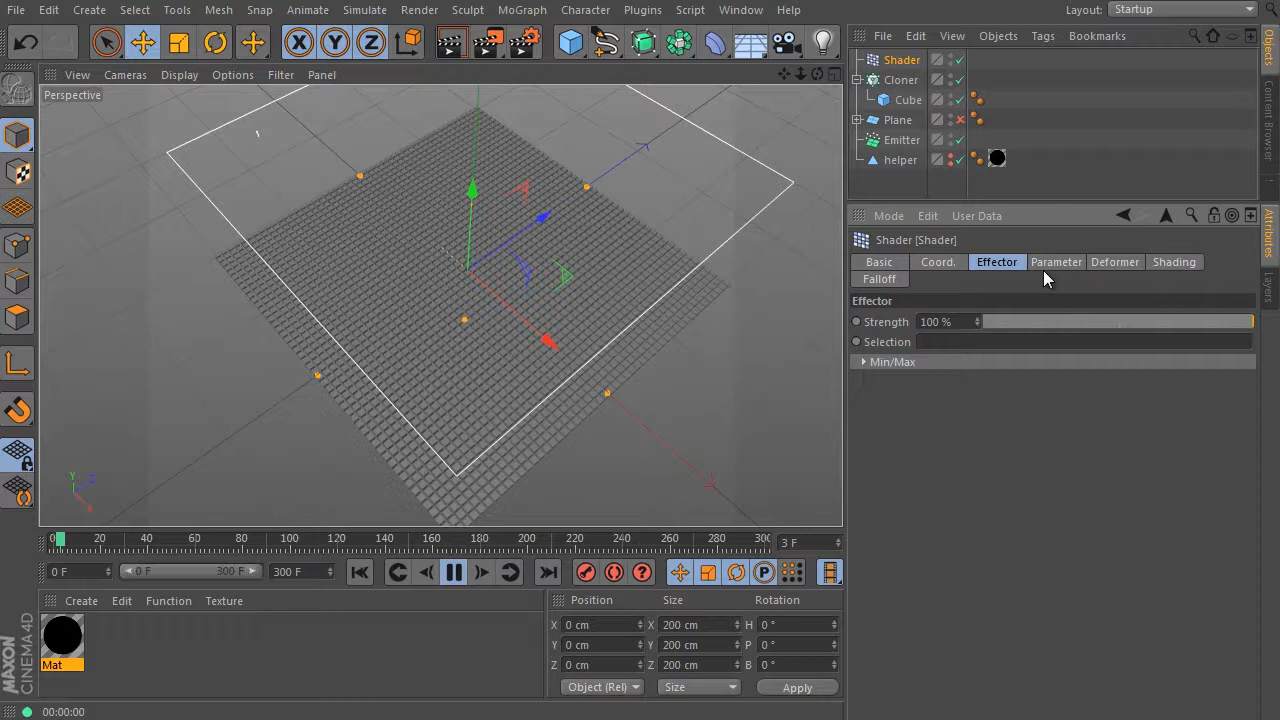 File Edit Create Select Tools Mesh Snap Animate Simulate Render Sculpt MoGraph Character Plugins Script Window Help Layout: Startup
X Y Z
View Cameras Display Options Filter Panel
Perspective
Y Z X
File Edit View Objects Tags Bookmarks
Shader
Cloner
Cube
Plane
Emitter
helper
Objects
Content Browser
Attributes
Layers
Mode Edit User Data
Shader [Shader]
Basic Coord. Effector Parameter Deformer Shading
Falloff
Effector
Strength 100 %
Selection
Min/Max
0 20 40 60 80 100 120 140 160 180 200 220 240 260 280 300 3 F
0 F 0 F 300 F 300 F P
Create Edit Function Texture
Mat
Position Size Rotation
X 0 cm X 200 cm H 0 °
Y 0 cm Y 200 cm P 0 °
Z 0 cm Z 200 cm B 0 °
Object (Rel) Size Apply
MAXON CINEMA 4D
00:00:00